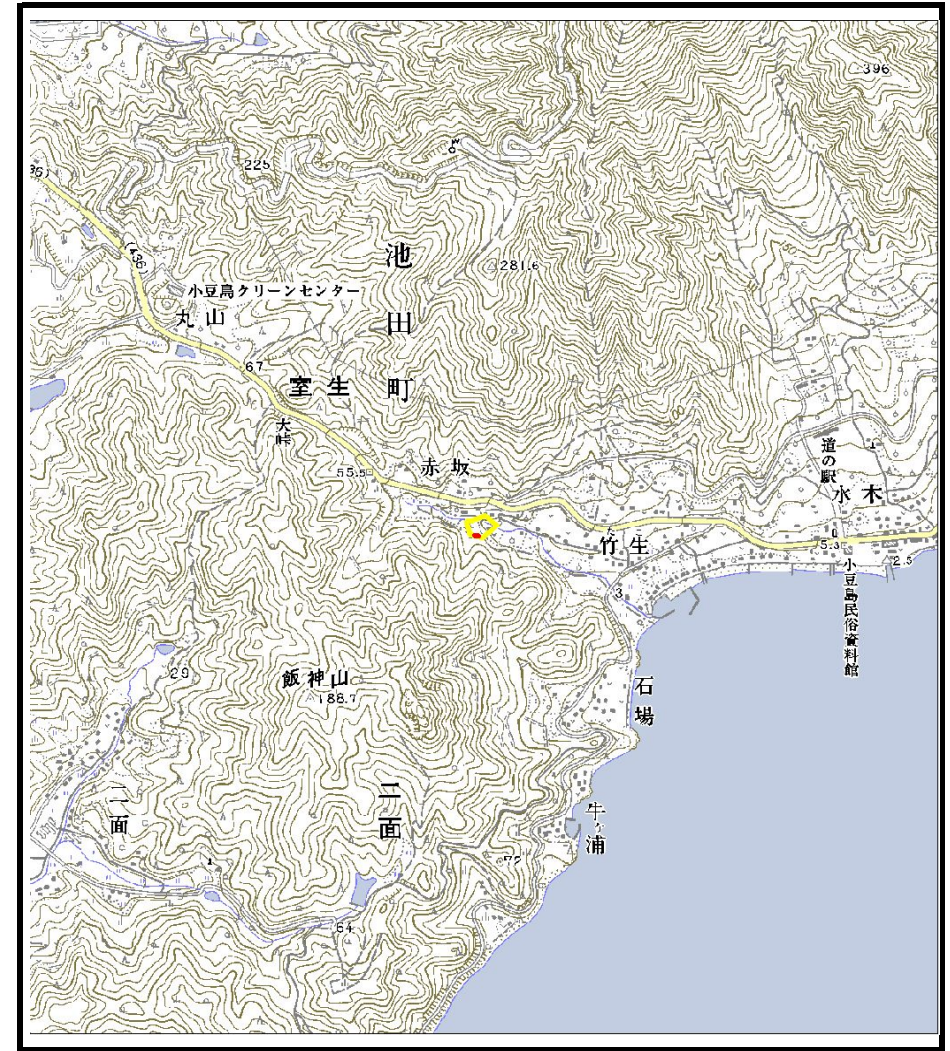 396
225
36)
池田町
281.6
(436)
小豆島クリーンセンター
丸山
67
室生
大峠
赤坂
55.5
道の駅
水木
竹生
た
5.3
2.5
3
小豆島民俗資料館
29
飯神山
188.7
石場
二面
二面
牛ヶ浦
72
64